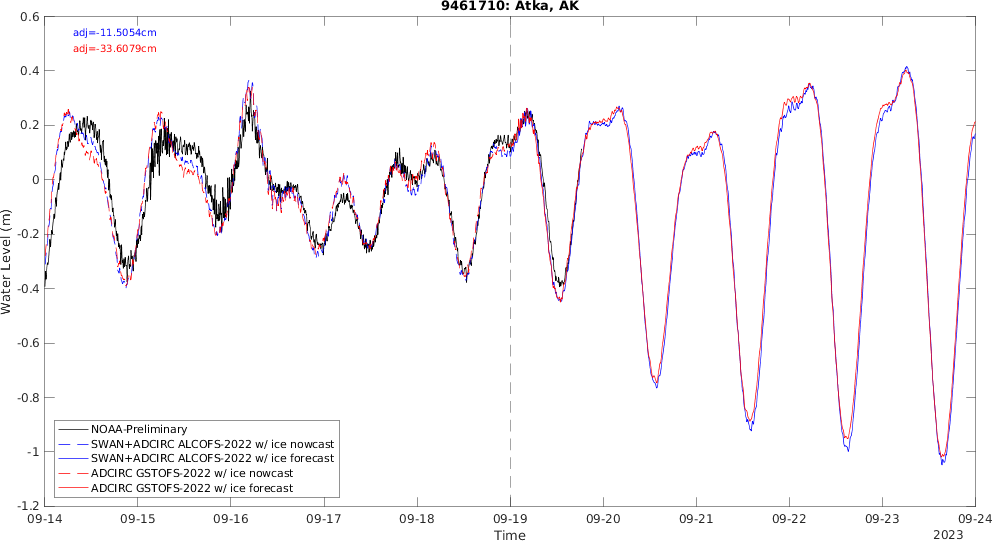 9461710: Atka, AK
adj=-11.5054cm
adj=-33.6079cm
0.6
0.4
0.2
0
-0.2
-0.4
-0.6
-0.8
-1
-1.2
Water Level (m)
NOAA-Preliminary
SWAN+ADCIRC ALCOFS-2022 w/ ice nowcast
SWAN+ADCIRC ALCOFS-2022 w/ ice forecast
ADCIRC GSTOFS-2022 w/ ice nowcast
ADCIRC GSTOFS-2022 w/ ice forecast
09-14 09-15 09-16 09-17 09-18 09-19 09-20 09-21 09-22 09-23 09-24
Time
2023